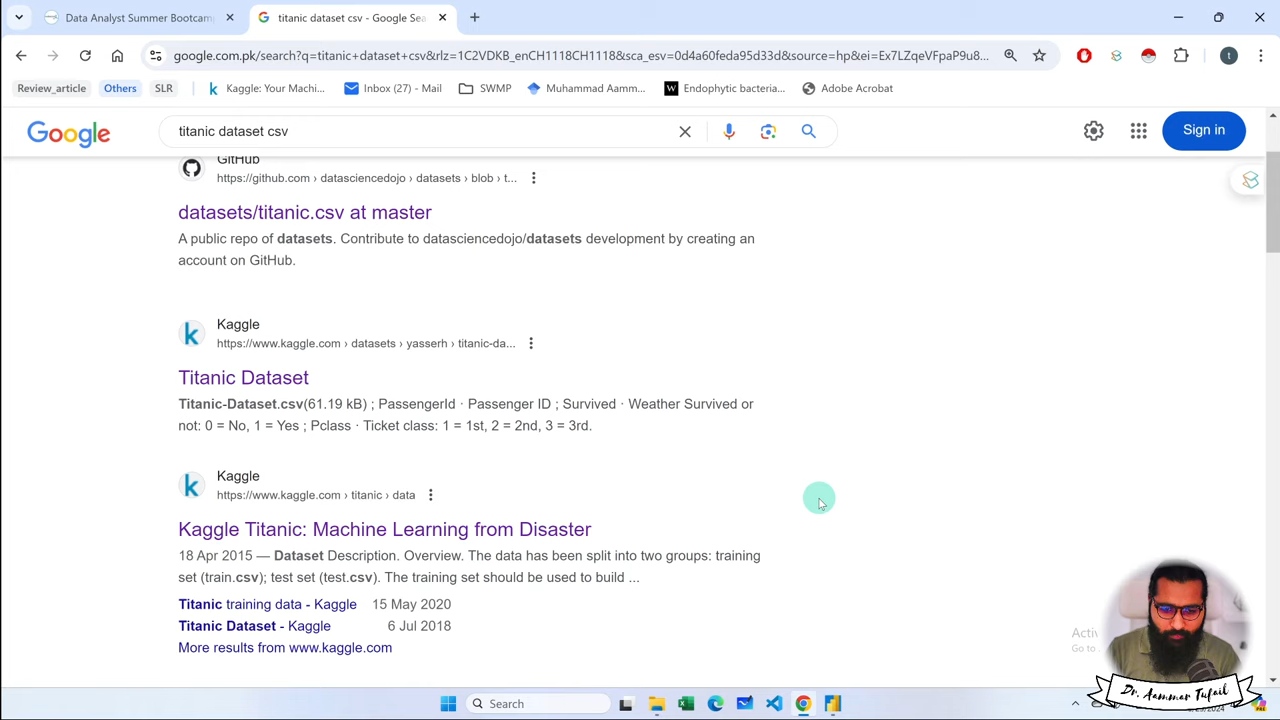 Data Analyst Summer Bootcam
titanic dataset csv - Google Sea
google.com.pk/search?q=titanic+dataset+csv&rlz=1C2VDKB_enCH1118CH1118&sca_esv=0d4a60feda95d33d&source=hp&ei=Ex7LZqeVFpaP9u8...
t
Review_article
Others
SLR
Kaggle: Your Machi...
Inbox (27) - Mail
SWMP
Muhammad Aamm...
Endophytic bacteria...
Adobe Acrobat
Google
titanic dataset csv
Sign in
GitHub
https://github.com › datasciencedojo › datasets › blob › t...
datasets/titanic.csv at master
A public repo of datasets. Contribute to datasciencedojo/datasets development by creating an
account on GitHub.
Kaggle
https://www.kaggle.com › datasets › yasserh › titanic-da...
Titanic Dataset
Titanic-Dataset.csv(61.19 kB) ; PassengerId · Passenger ID ; Survived · Weather Survived or
not: 0 = No, 1 = Yes ; Pclass · Ticket class: 1 = 1st, 2 = 2nd, 3 = 3rd.
Kaggle
https://www.kaggle.com › titanic › data
Kaggle Titanic: Machine Learning from Disaster
18 Apr 2015 — Dataset Description. Overview. The data has been split into two groups: training
set (train.csv); test set (test.csv). The training set should be used to build ...
Titanic training data - Kaggle 15 May 2020
Titanic Dataset - Kaggle 6 Jul 2018
More results from www.kaggle.com
Activ
Go to
Dr. Aammar Tufail
Search